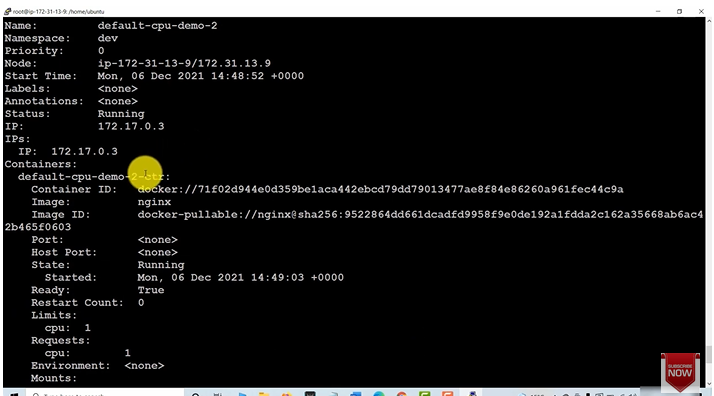 root@ip-172-31-13-9: /home/ubuntu
Name: default-cpu-demo-2
Namespace: dev
Priority: 0
Node: ip-172-31-13-9/172.31.13.9
Start Time: Mon, 06 Dec 2021 14:48:52 +0000
Labels: <none>
Annotations: <none>
Status: Running
IP: 172.17.0.3
IPs:
IP: 172.17.0.3
Containers:
default-cpu-demo-2-ctr:
Container ID: docker://71f02d944e0d359be1aca442ebcd79dd79013477ae8f84e86260a961fec44c9a
Image: nginx
Image ID: docker-pullable://nginx@sha256:9522864dd661dcadfd9958f9e0de192a1fdda2c162a35668ab6ac4
2b465f0603
Port: <none>
Host Port: <none>
State: Running
Started: Mon, 06 Dec 2021 14:49:03 +0000
Ready: True
Restart Count: 0
Limits:
cpu: 1
Requests:
cpu: 1
Environment: <none>
Mounts:
SUBSCRIBE
NOW